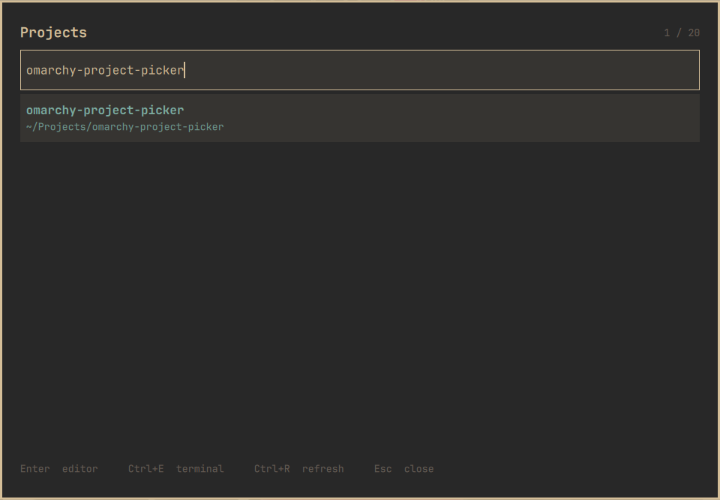 Projects 1 / 20
omarchy-project-picker
omarchy-project-picker
~/Projects/omarchy-project-picker
Enter editor Ctrl+E terminal Ctrl+R refresh Esc close